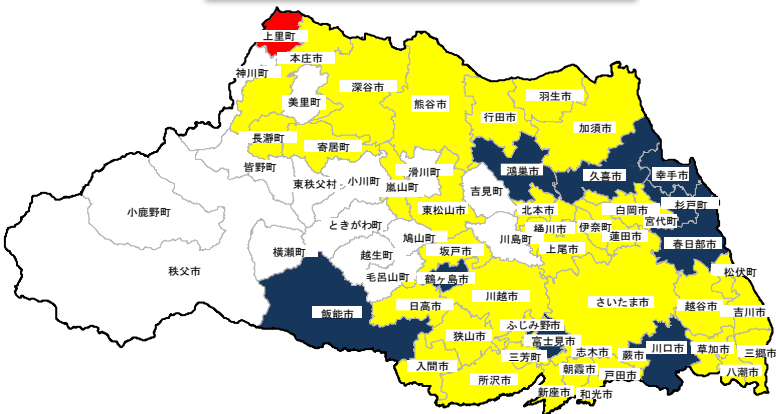 上里町
本庄市
神川町
深谷市
美里町
熊谷市
羽生市
行田市
加須市
長瀞町
寄居町
皆野町
滑川町
鴻巣市
久喜市
幸手市
東秩父村
小川町
嵐山町
吉見町
杉戸町
小鹿野町
東松山市
北本市
白岡市
宮代町
ときがわ町
桶川市
伊奈町
蓮田市
鳩山町
川島町
上尾市
春日部市
横瀬町
越生町
坂戸市
秩父市
毛呂山町
鶴ヶ島市
松伏町
川越市
さいたま市
飯能市
日高市
越谷市
吉川市
ふじみ野市
狭山市
富士見市
三芳町
志木市
蕨市
川口市
草加市
三郷市
入間市
朝霞市
戸田市
八潮市
所沢市
新座市
和光市